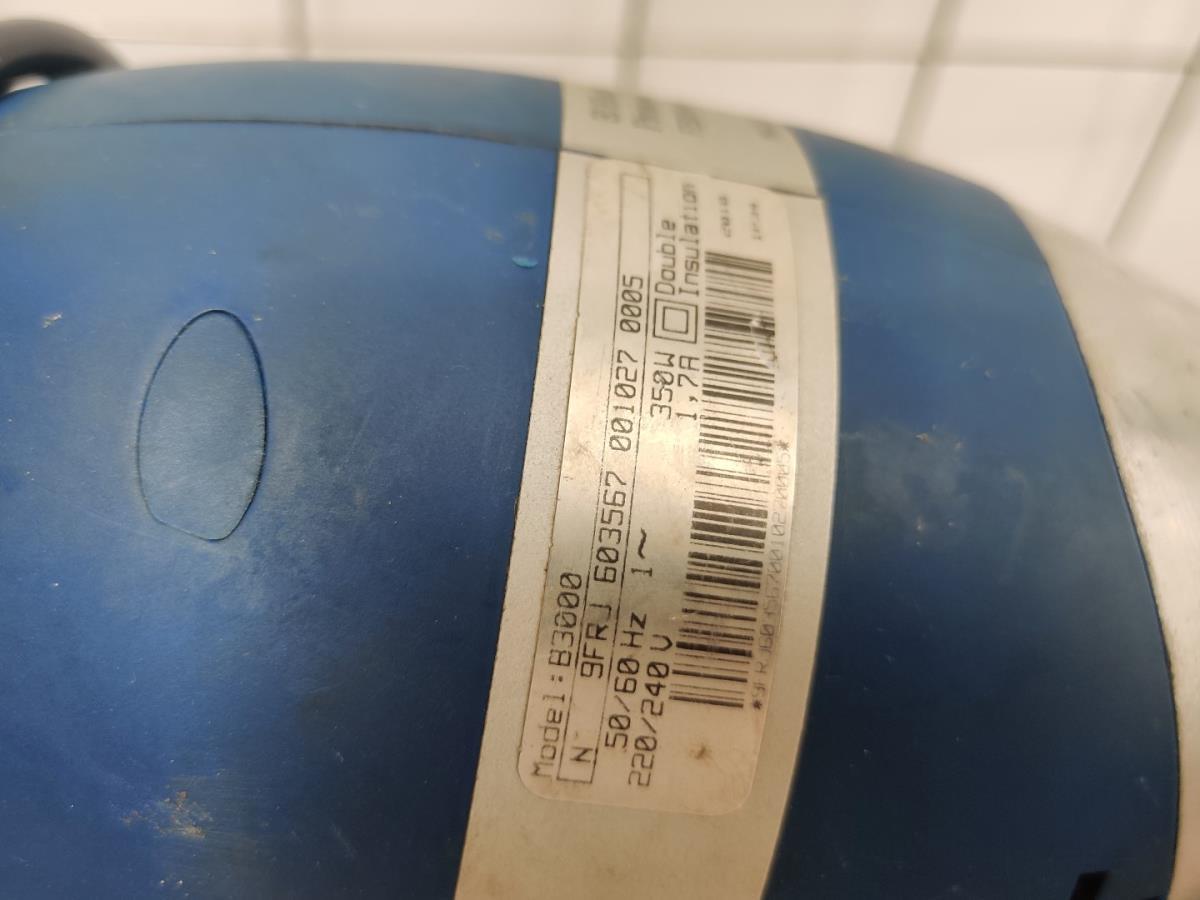 Model:B3000
N 9FRJ 603567 001027 0005
50/60 Hz 1~ 350W Double
220/240 V 1,7A Insulation